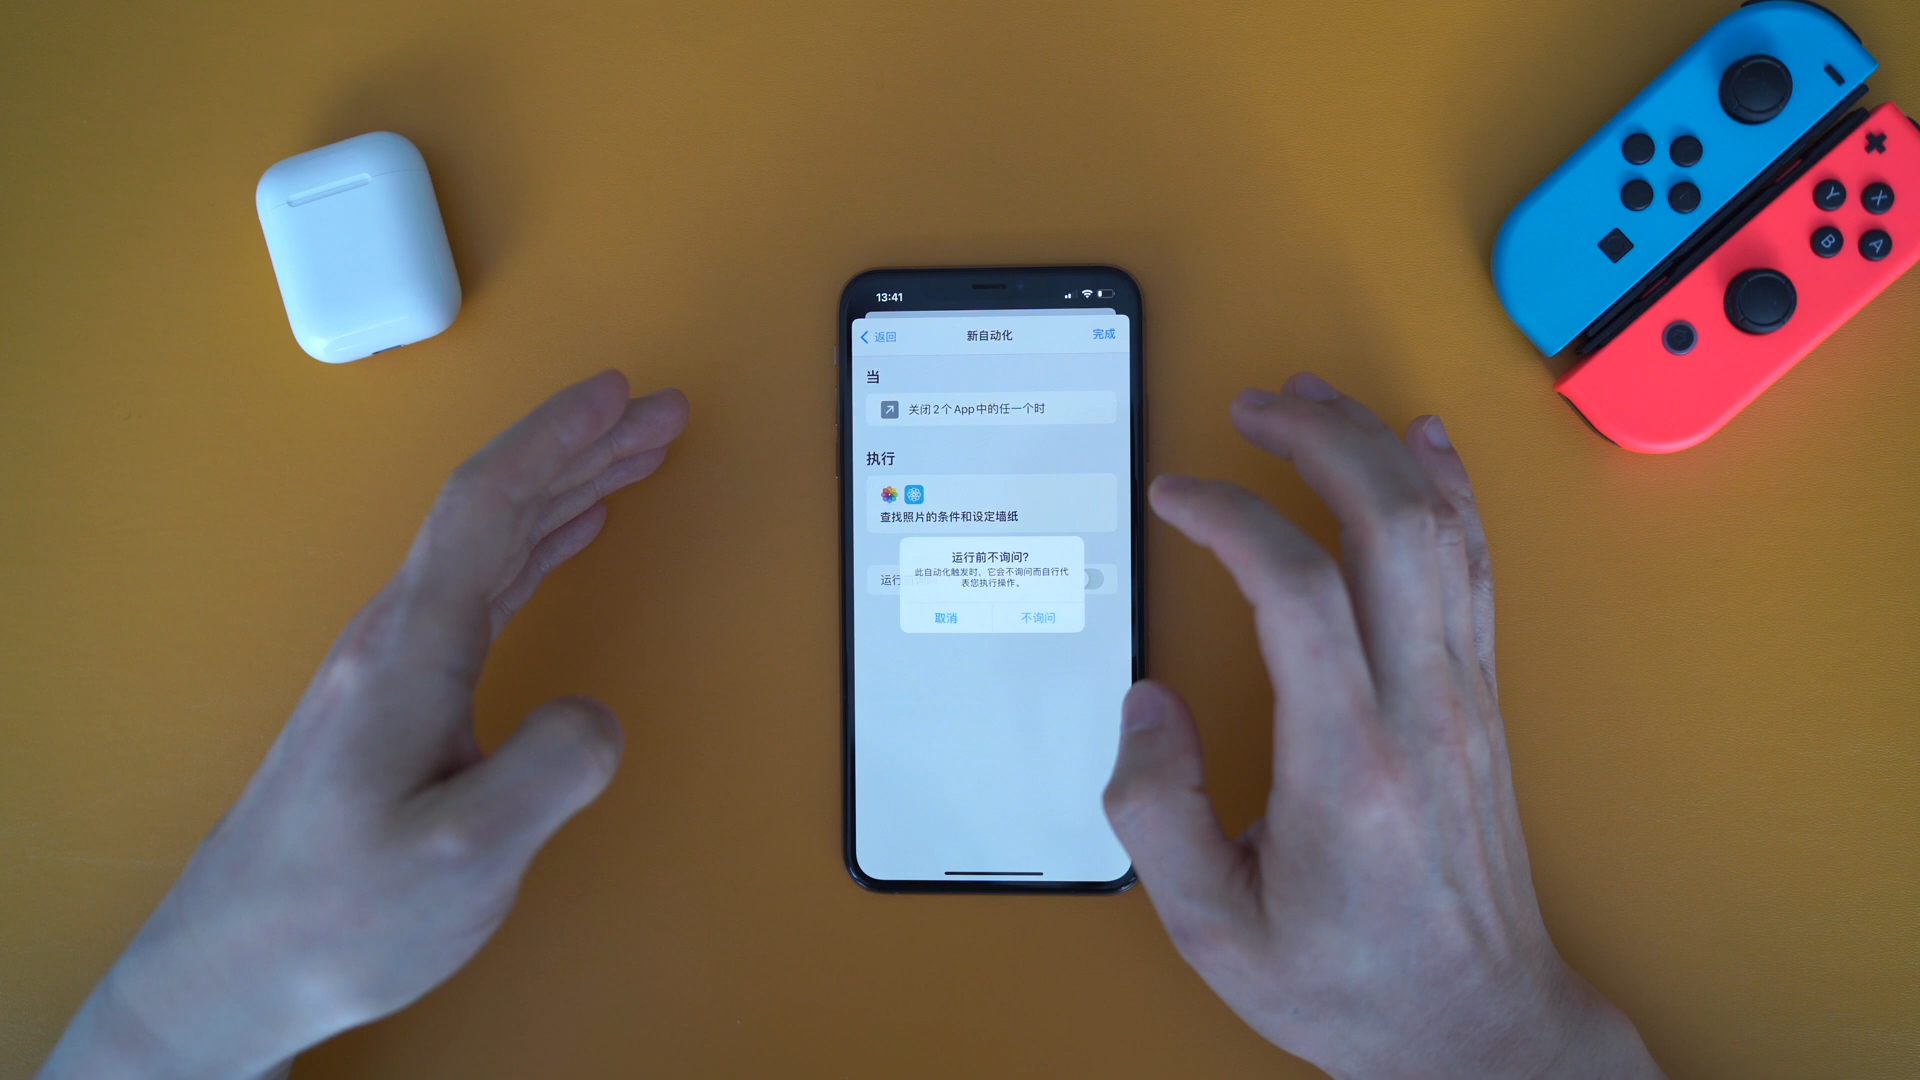 13:41
返回
新自动化
完成
当
关闭2个App中的任一个时
执行
查找照片的条件和设定墙纸
运行
运行前不询问?
此自动化触发时，它会不询问而自行代
表您执行操作。
取消
不询问
X
Y
A
B